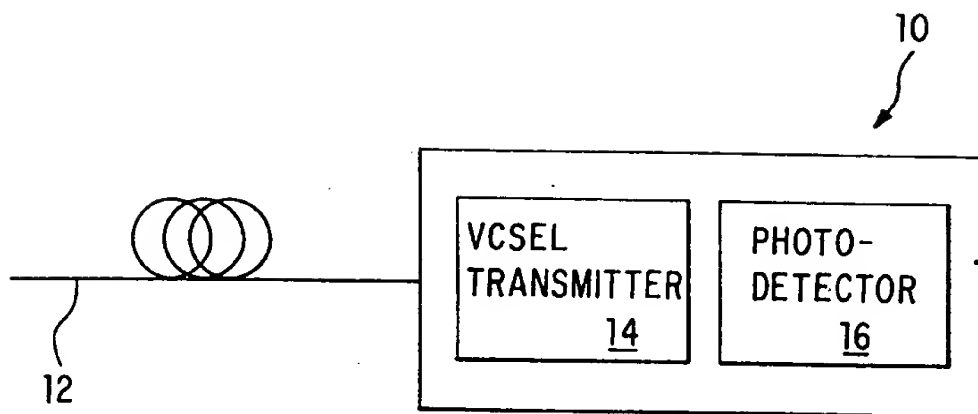 10
VCSEL
TRANSMITTER
14
PHOTO-
DETECTOR
16
12